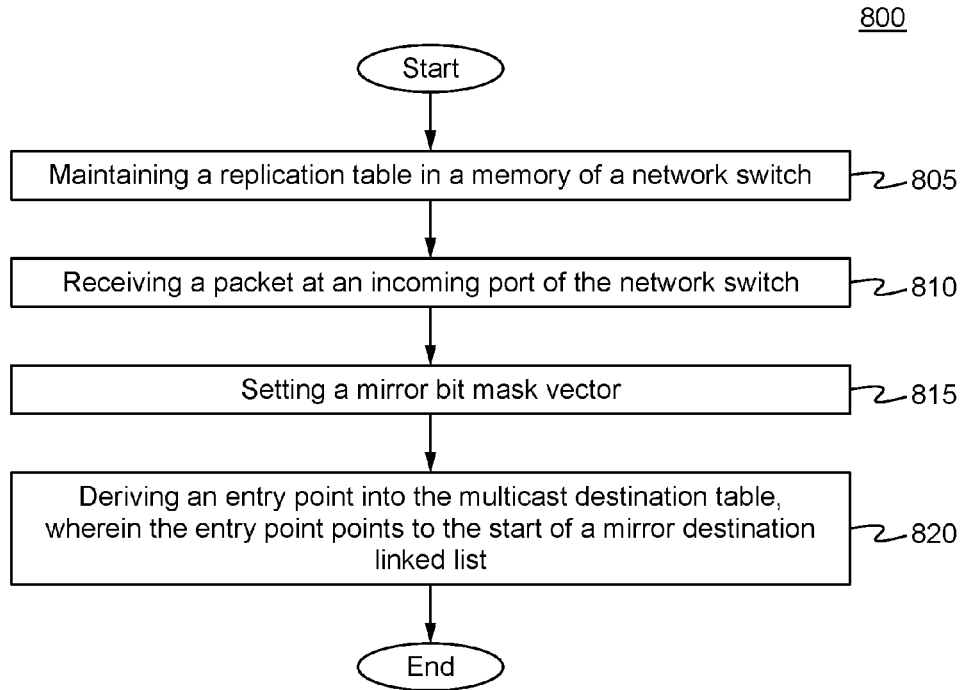 800
Start
Maintaining a replication table in a memory of a network switch
805
Receiving a packet at an incoming port of the network switch
810
Setting a mirror bit mask vector
815
Deriving an entry point into the multicast destination table,
wherein the entry point points to the start of a mirror destination
linked list
820
End